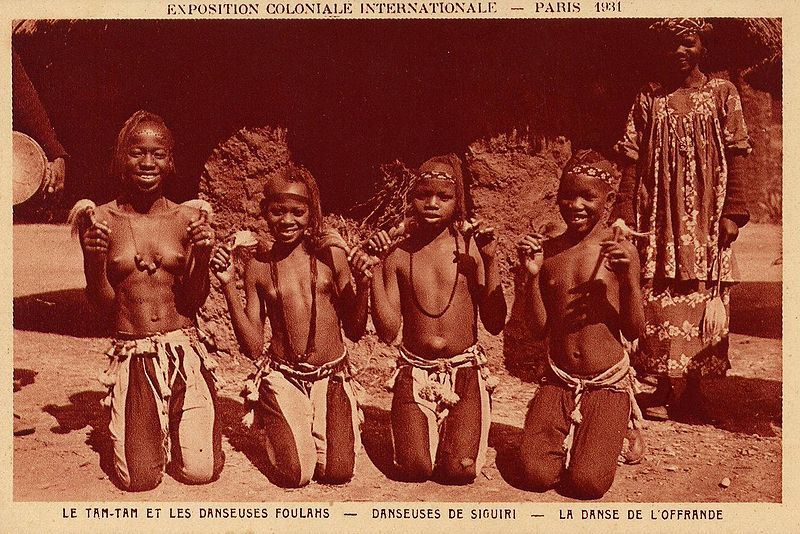 EXPOSITION COLONIALE INTERNATIONALE — PARIS 1931
LE TAM-TAM ET LES DANSEUSES FOULAHS — DANSEUSES DE SIGUIRI — LA DANSE DE L'OFFRANDE